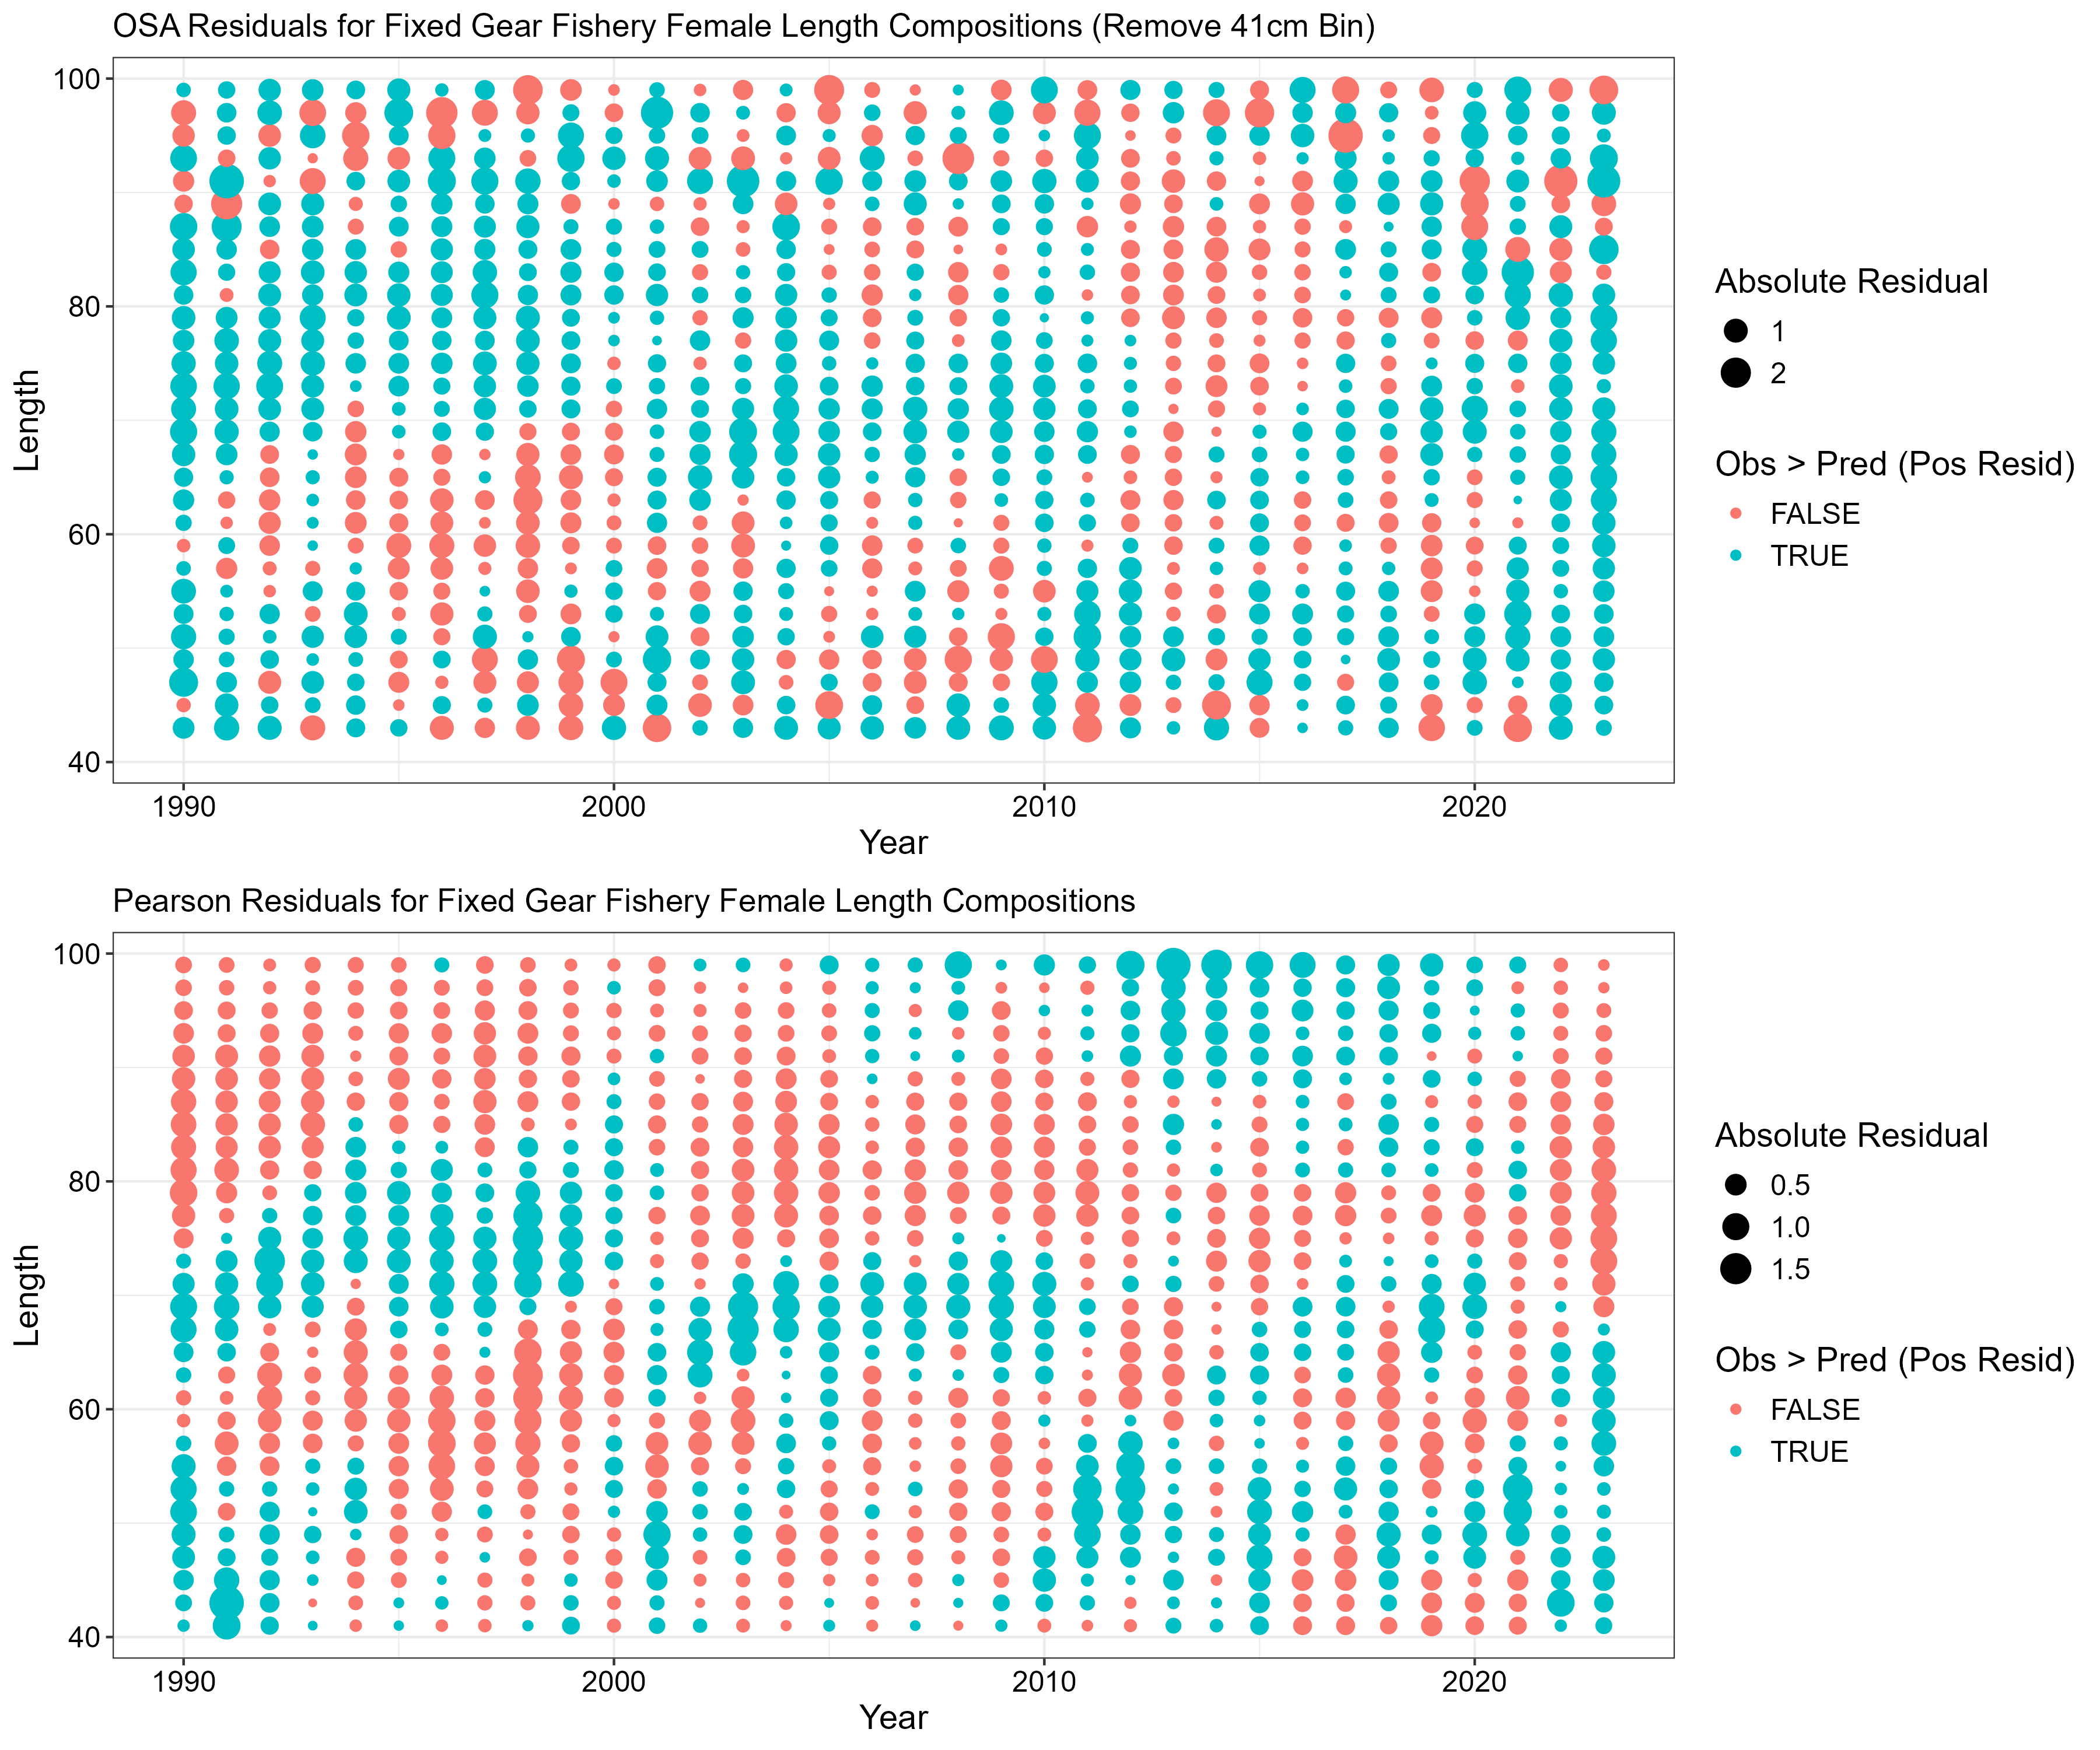 OSA Residuals for Fixed Gear Fishery Female Length Compositions (Remove 41cm Bin)
100
80
60
40
Length
1990
2000
2010
2020
Year
Absolute Residual
1
2
Obs > Pred (Pos Resid)
FALSE
TRUE
Pearson Residuals for Fixed Gear Fishery Female Length Compositions
100
80
60
40
Length
1990
2000
2010
2020
Year
Absolute Residual
0.5
1.0
1.5
Obs > Pred (Pos Resid)
FALSE
TRUE